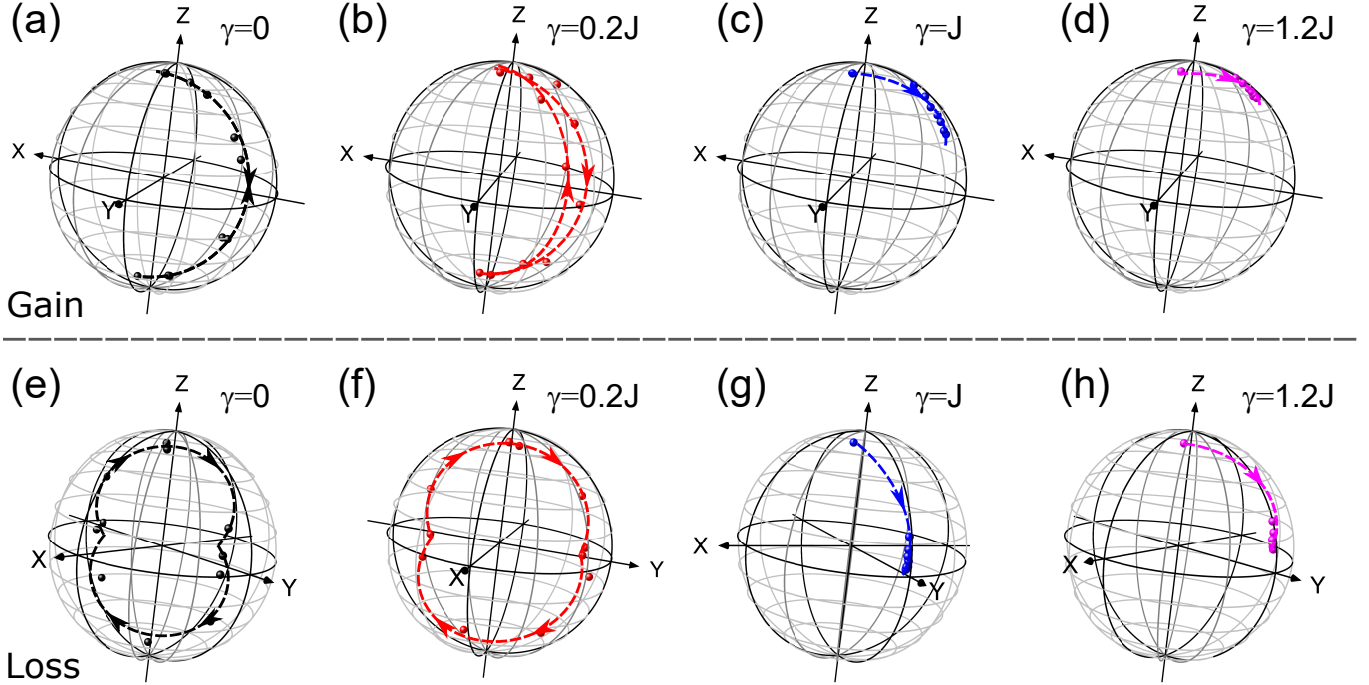 (a) γ=0
Z
X
Y
(b) γ=0.2J
Z
X
Y
(c) γ=J
Z
X
Y
(d) γ=1.2J
Z
X
Y
Gain
(e) γ=0
Z
X
Y
(f) γ=0.2J
Z
X
Y
(g) γ=J
Z
X
Y
(h) γ=1.2J
Z
X
Y
Loss